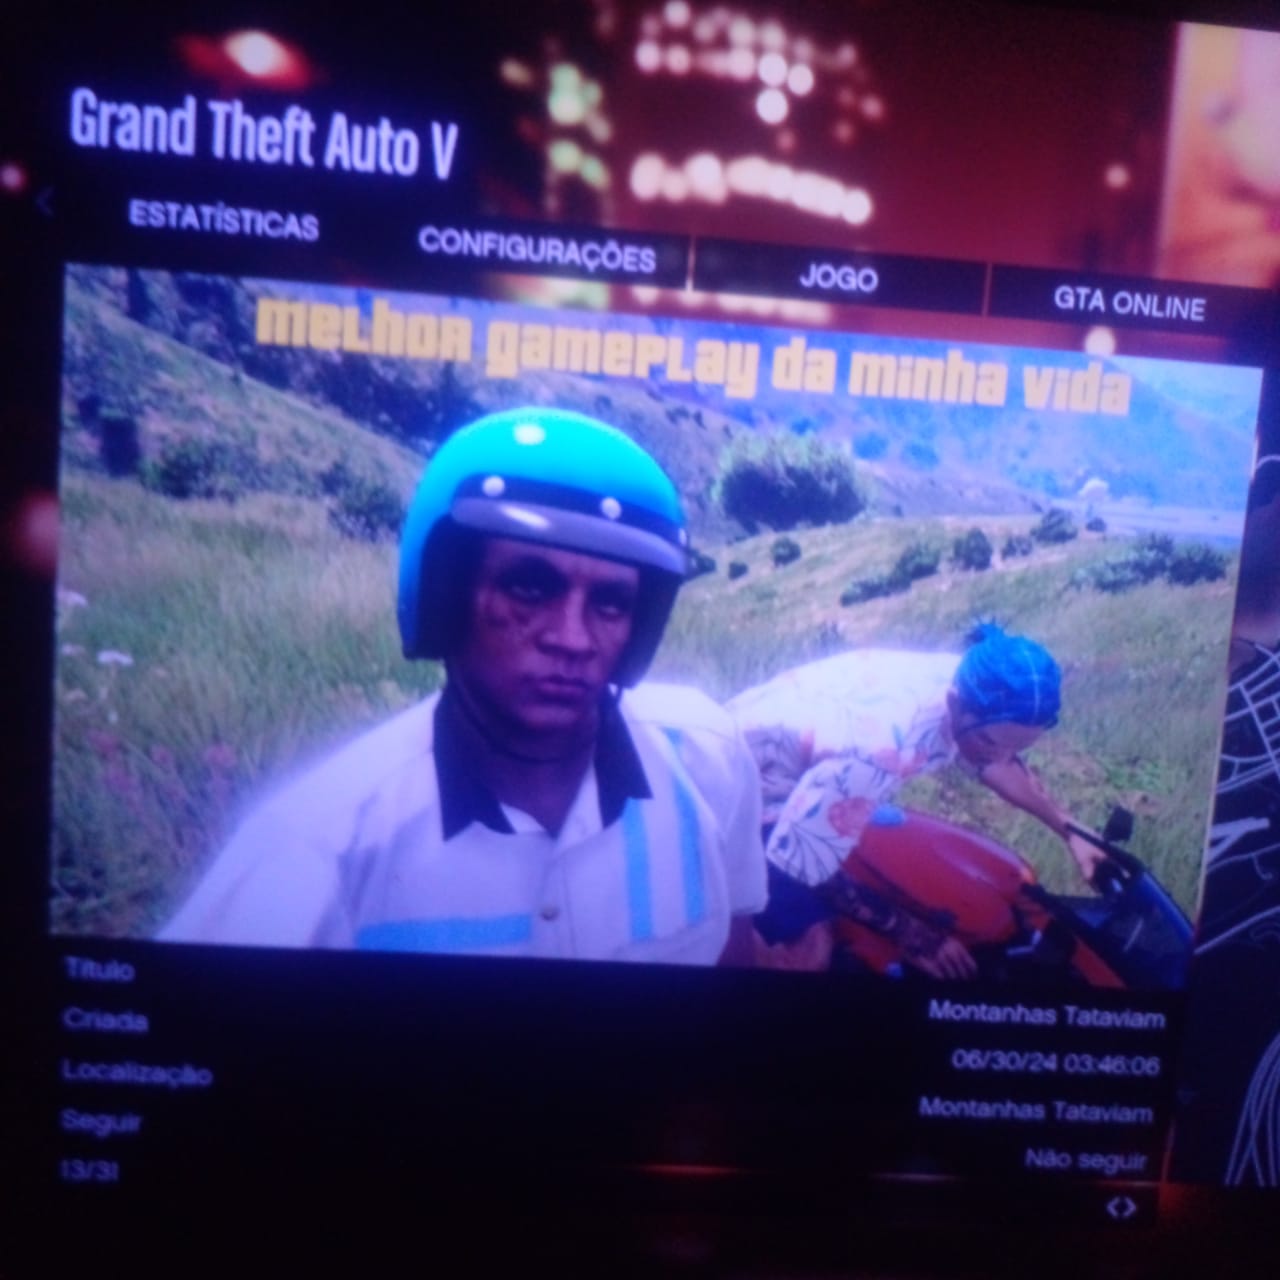 Grand Theft Auto V
ESTATÍSTICAS
CONFIGURAÇÕES
JOGO
GTA ONLINE
meLHOR gamePLay da minha vida
Título
Montanhas Tataviam
Criada
06/30/24 03:46:06
Localização
Montanhas Tataviam
Seguir
Não seguir
13/31